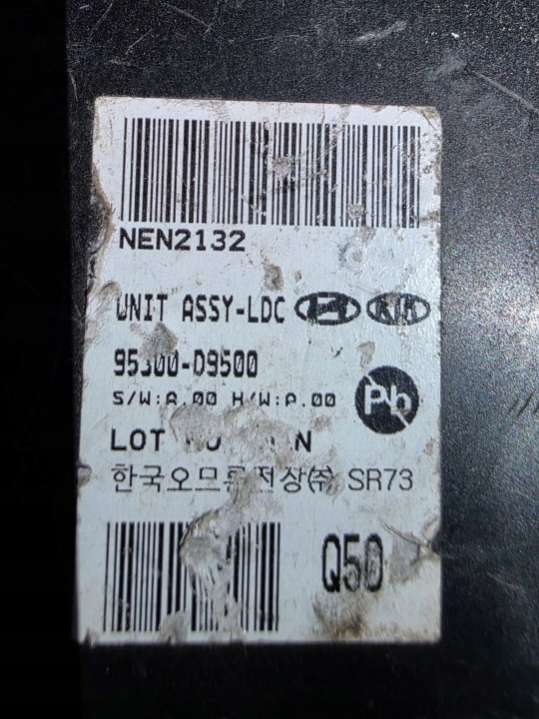 NEN2132
UNIT ASSY-LDC KIA
95300-D9500
S/W:A.00 H/W:A.00
Pb
LOT N
한국오므론전장㈜ SR73
Q50